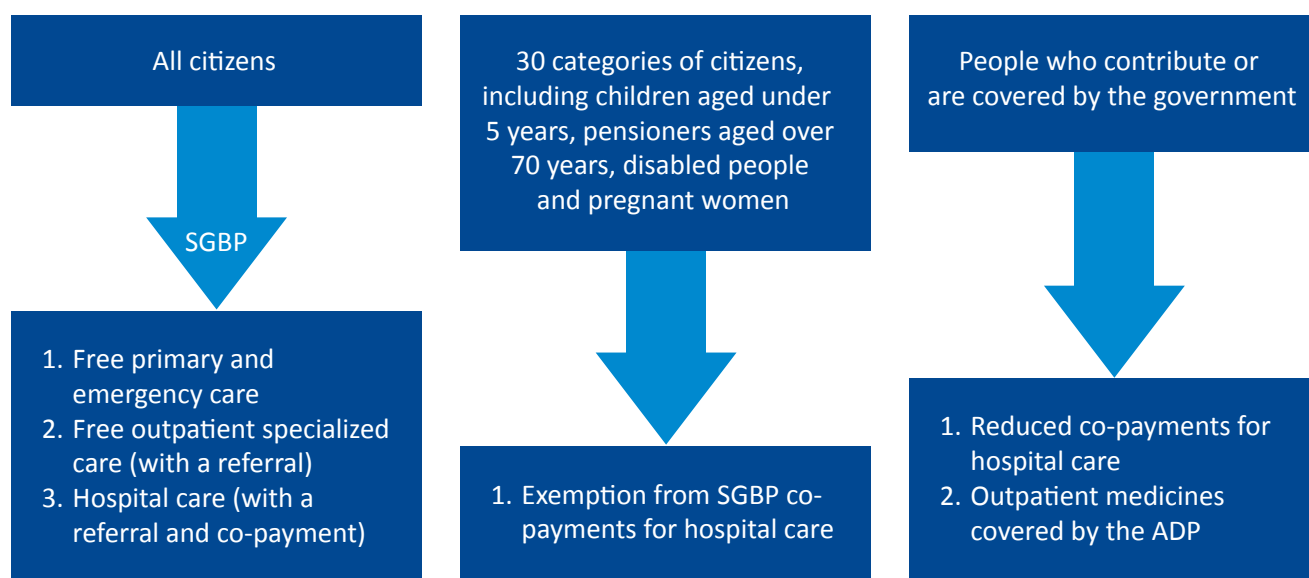 All citizens
SGBP
1. Free primary and
emergency care
2. Free outpatient specialized
care (with a referral)
3. Hospital care (with a
referral and co-payment)
30 categories of citizens,
including children aged under
5 years, pensioners aged over
70 years, disabled people
and pregnant women
1. Exemption from SGBP co-
payments for hospital care
People who contribute or
are covered by the government
1. Reduced co-payments for
hospital care
2. Outpatient medicines
covered by the ADP